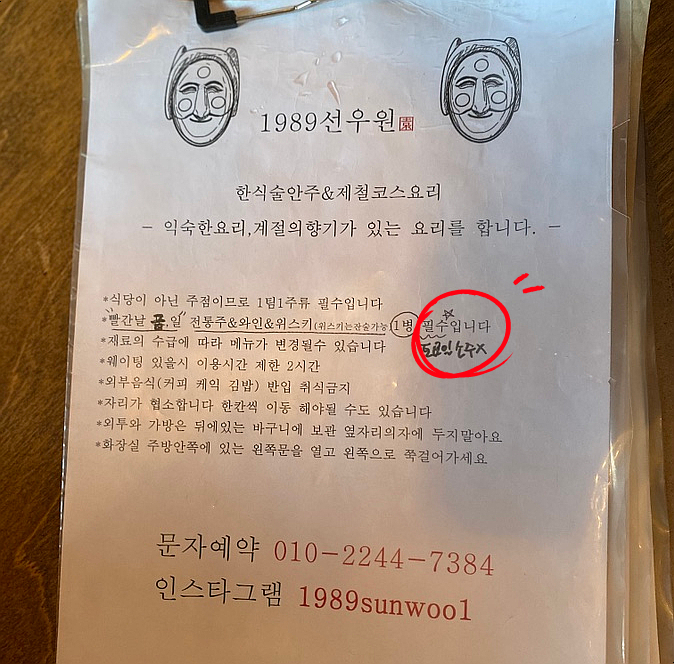 1989선우원
한식술안주&제철코스요리
- 익숙한요리,계절의향기가 있는 요리를 합니다. -
*식당이 아닌 주점이므로 1팀1주류 필수입니다
*"빨간날 금.일" 전통주&와인&위스키(위스키는잔술가능) 1병 필수입니다
*재료의 수급에 따라 메뉴가 변경될수 있습니다
*웨이팅 있을시 이용시간 제한 2시간
*외부음식(커피 케익 김밥) 반입 취식금지
*자리가 협소합니다 한칸씩 이동 해야될 수도 있습니다
*외투와 가방은 뒤에있는 바구니에 보관 옆자리의자에 두지말아요
*화장실 주방안쪽에 있는 왼쪽문을 열고 왼쪽으로 쭉걸어가세요
문자예약 010-2244-7384
인스타그램 1989sunwoo1